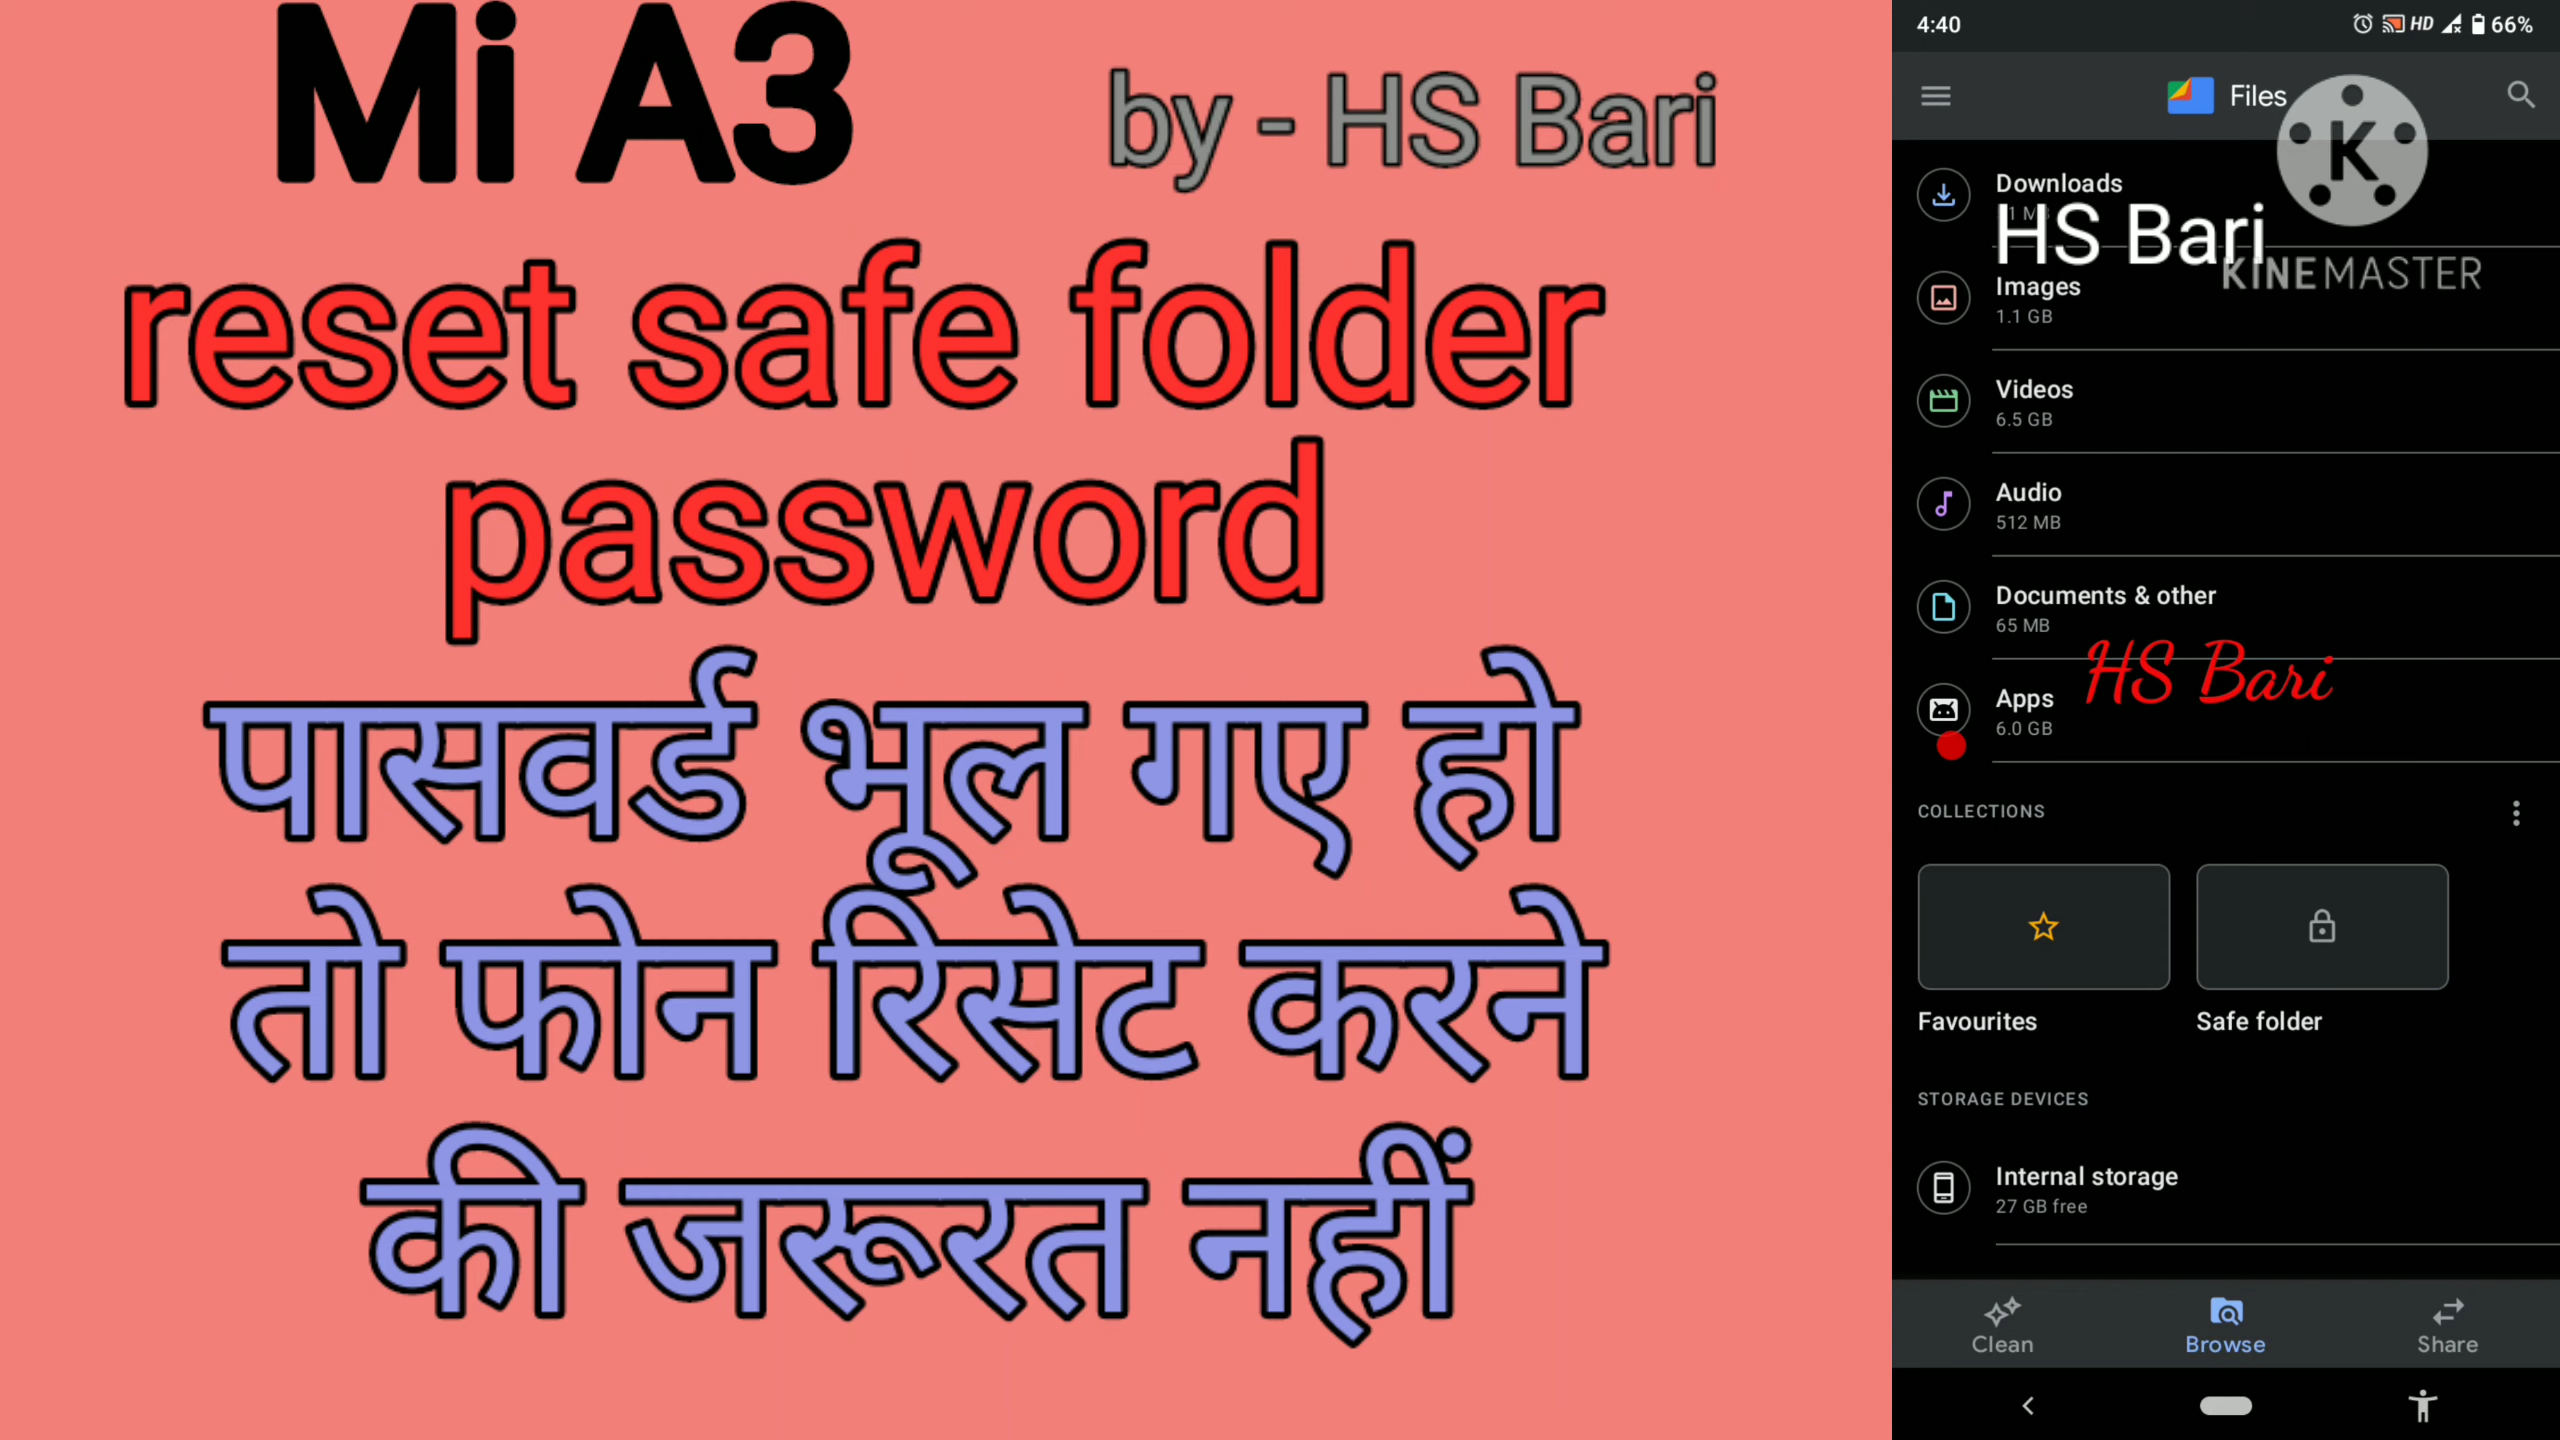 Mi A3
by - HS Bari
reset safe folder
password
पासवर्ड भूल गए हो
तो फोन रिसेट करने
की जरूरत नहीं
4:40
HD
66%
Files
K
KINEMASTER
Downloads
HS Bari
Images
1.1 GB
Videos
6.5 GB
Audio
512 MB
Documents & other
65 MB
HS Bari
Apps
6.0 GB
COLLECTIONS
Favourites
Safe folder
STORAGE DEVICES
Internal storage
27 GB free
Clean
Browse
Share